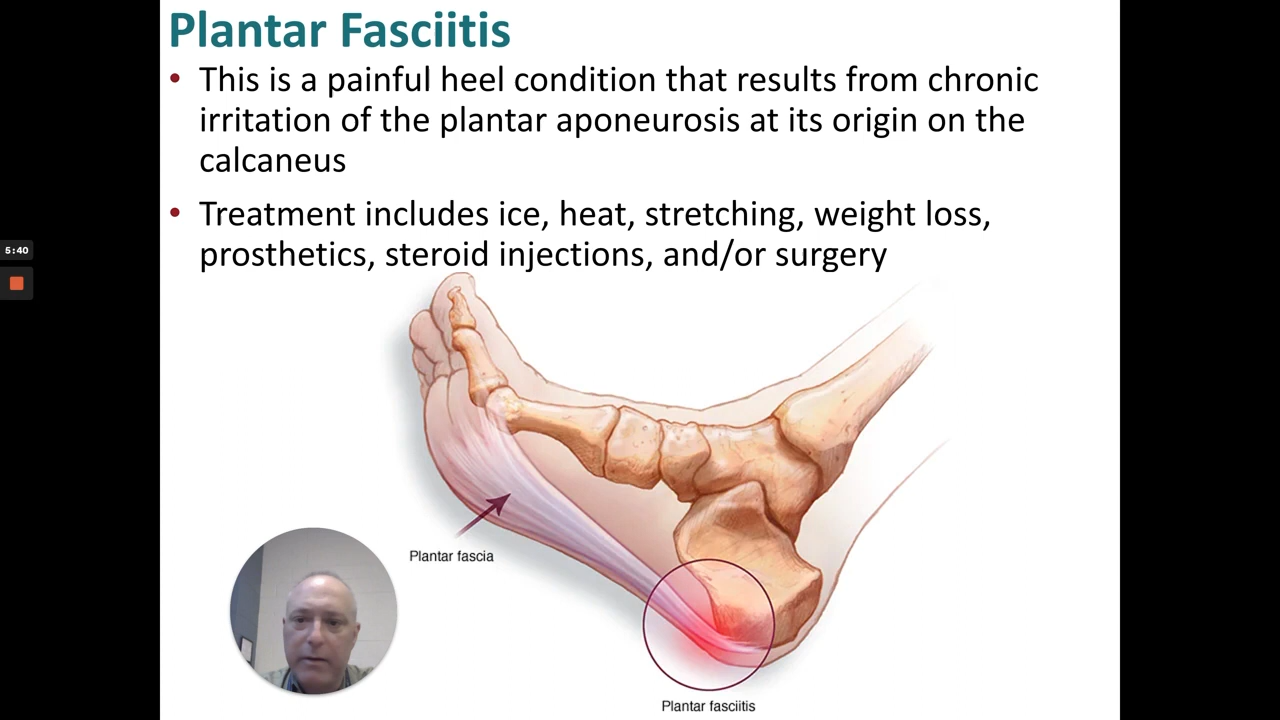 Plantar Fasciitis
• This is a painful heel condition that results from chronic
irritation of the plantar aponeurosis at its origin on the
calcaneus
• Treatment includes ice, heat, stretching, weight loss,
prosthetics, steroid injections, and/or surgery
5:40
Plantar fascia
Plantar fasciitis